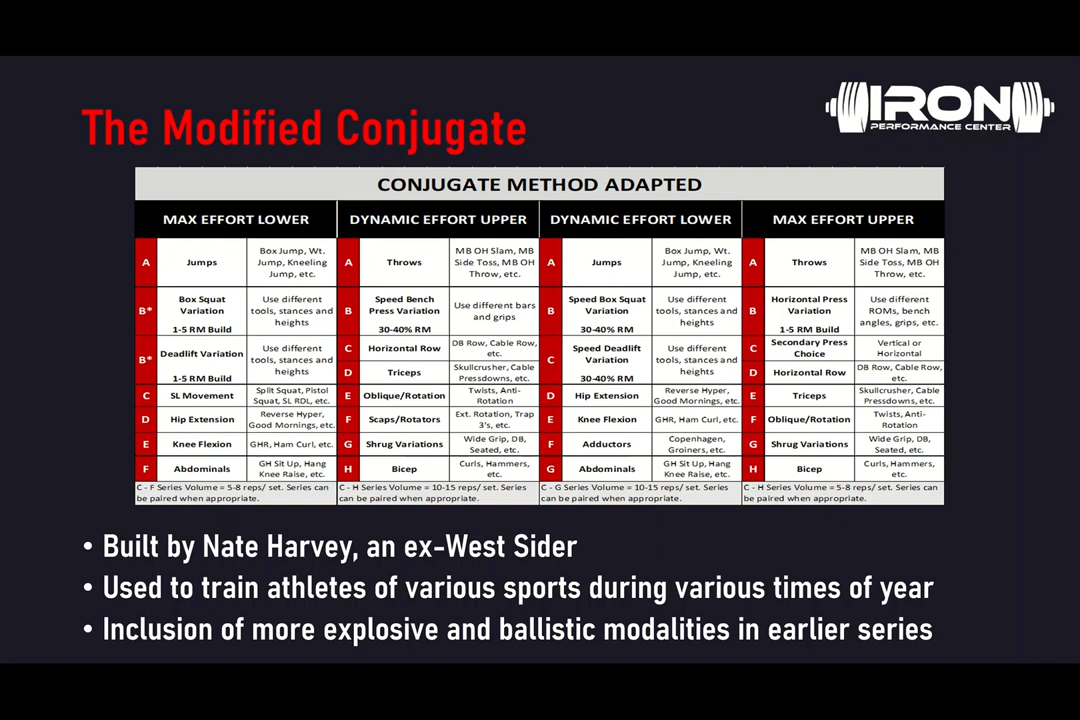 IRON
PERFORMANCE CENTER
The Modified Conjugate
CONJUGATE METHOD ADAPTED
MAX EFFORT LOWER
A
Jumps
Box Jump, Wt.
Jump, Kneeling
Jump, etc.
B*
Box Squat
Variation
1-5 RM Build
Use different
tools, stances and
heights
B*
Deadlift Variation
1-5 RM Build
Use different
tools, stances and
heights
C
SL Movement
Split Squat, Pistol
Squat, SL RDL, etc.
D
Hip Extension
Reverse Hyper,
Good Mornings, etc.
E
Knee Flexion
GHR, Ham Curl, etc.
F
Abdominals
GH Sit Up, Hang
Knee Raise, etc.
C - F Series Volume = 5-8 reps/ set. Series can
be paired when appropriate.
DYNAMIC EFFORT UPPER
A
Throws
MB OH Slam, MB
Side Toss, MB OH
Throw, etc.
B
Speed Bench
Press Variation
30-40% RM
Use different bars
and grips
C
Horizontal Row
DB Row, Cable Row,
etc.
D
Triceps
Skullcrusher, Cable
Pressdowns, etc.
E
Oblique/Rotation
Twists, Anti-
Rotation
F
Scaps/Rotators
Ext. Rotation, Trap
3's, etc.
G
Shrug Variations
Wide Grip, DB,
Seated, etc.
H
Bicep
Curls, Hammers,
etc.
C - H Series Volume = 10-15 reps/ set. Series
can be paired when appropriate.
DYNAMIC EFFORT LOWER
A
Jumps
Box Jump, Wt.
Jump, Kneeling
Jump, etc.
B
Speed Box Squat
Variation
30-40% RM
Use different
tools, stances and
heights
C
Speed Deadlift
Variation
30-40% RM
Use different
tools, stances and
heights
D
Hip Extension
Reverse Hyper,
Good Mornings, etc.
E
Knee Flexion
GHR, Ham Curl, etc.
F
Adductors
Copenhagen,
Groiners, etc.
G
Abdominals
GH Sit Up, Hang
Knee Raise, etc.
C - G Series Volume = 10-15 reps/ set. Series
can be paired when appropriate.
MAX EFFORT UPPER
A
Throws
MB OH Slam, MB
Side Toss, MB OH
Throw, etc.
B
Horizontal Press
Variation
1-5 RM Build
Use different
ROMs, bench
angles, grips, etc.
C
Secondary Press
Choice
Vertical or
Horizontal
D
Horizontal Row
DB Row, Cable Row,
etc.
E
Triceps
Skullcrusher, Cable
Pressdowns, etc.
F
Oblique/Rotation
Twists, Anti-
Rotation
G
Shrug Variations
Wide Grip, DB,
Seated, etc.
H
Bicep
Curls, Hammers,
etc.
C - H Series Volume = 5-8 reps/ set. Series can
be paired when appropriate.
• Built by Nate Harvey, an ex-West Sider
• Used to train athletes of various sports during various times of year
• Inclusion of more explosive and ballistic modalities in earlier series